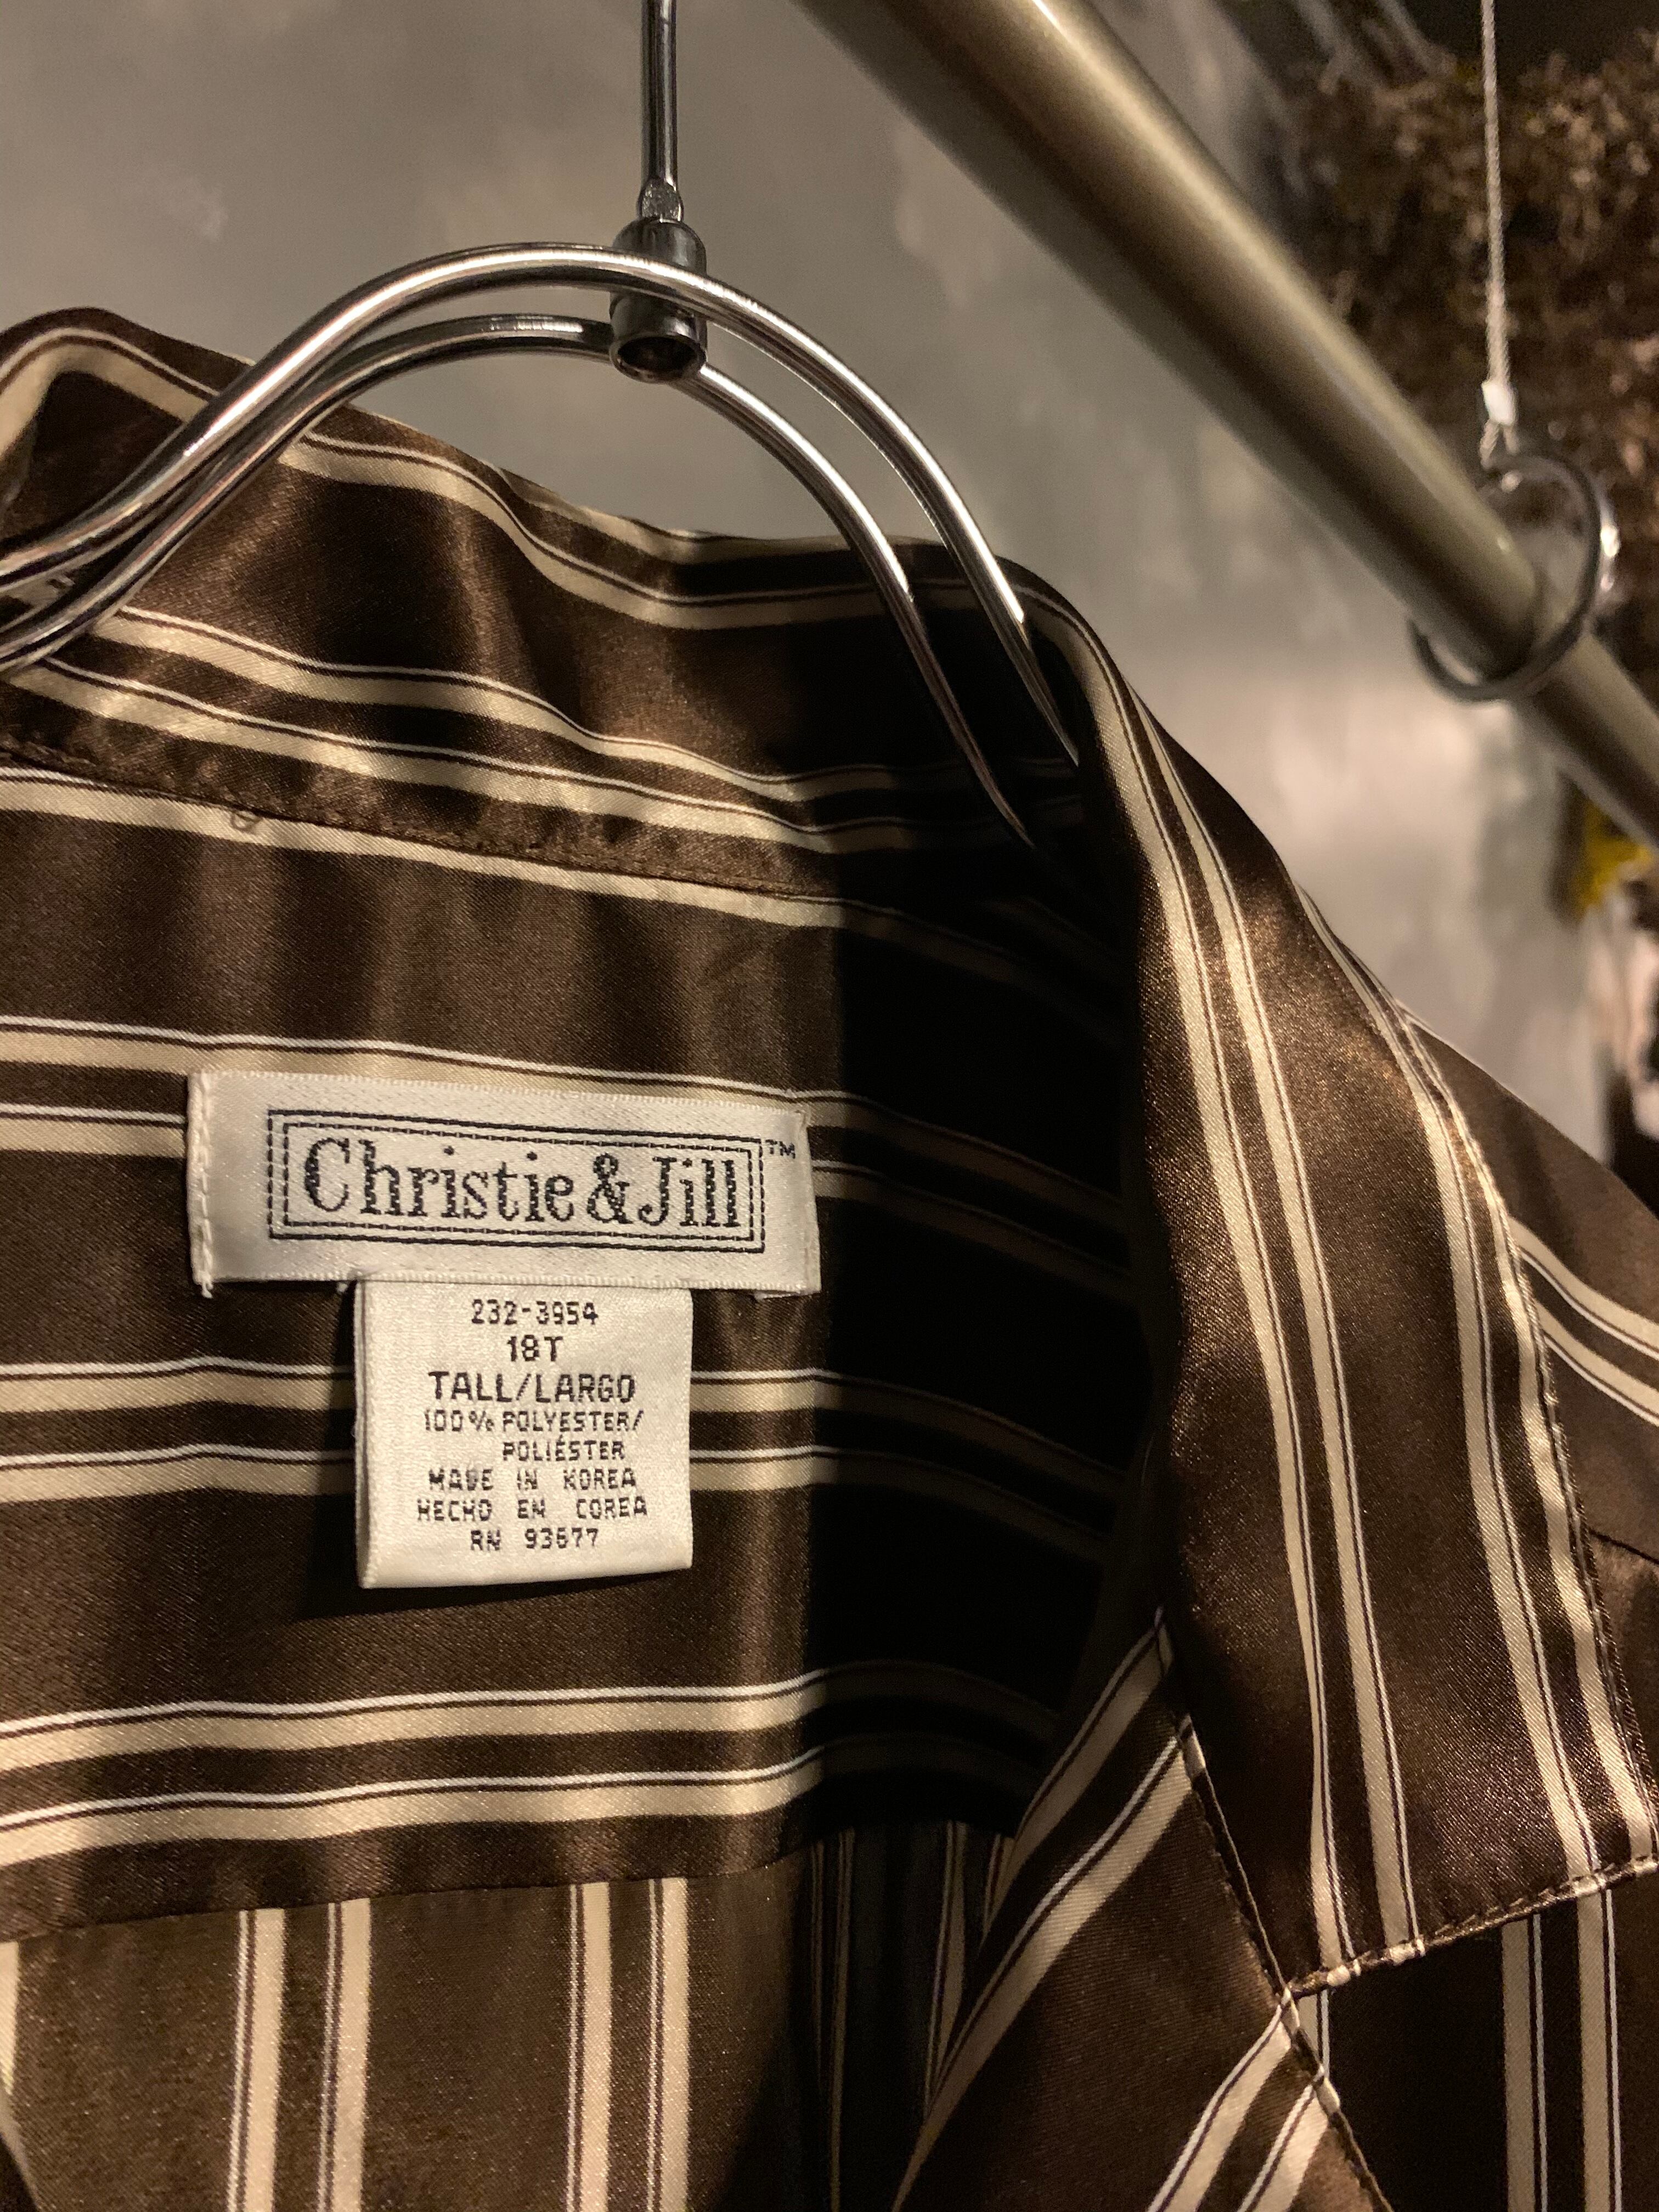 Christie & Jill™
232-3954
18T
TALL/LARGO
100% POLYESTER/
POLIÉSTER
MADE IN KOREA
HECHO EN COREA
RN 93677